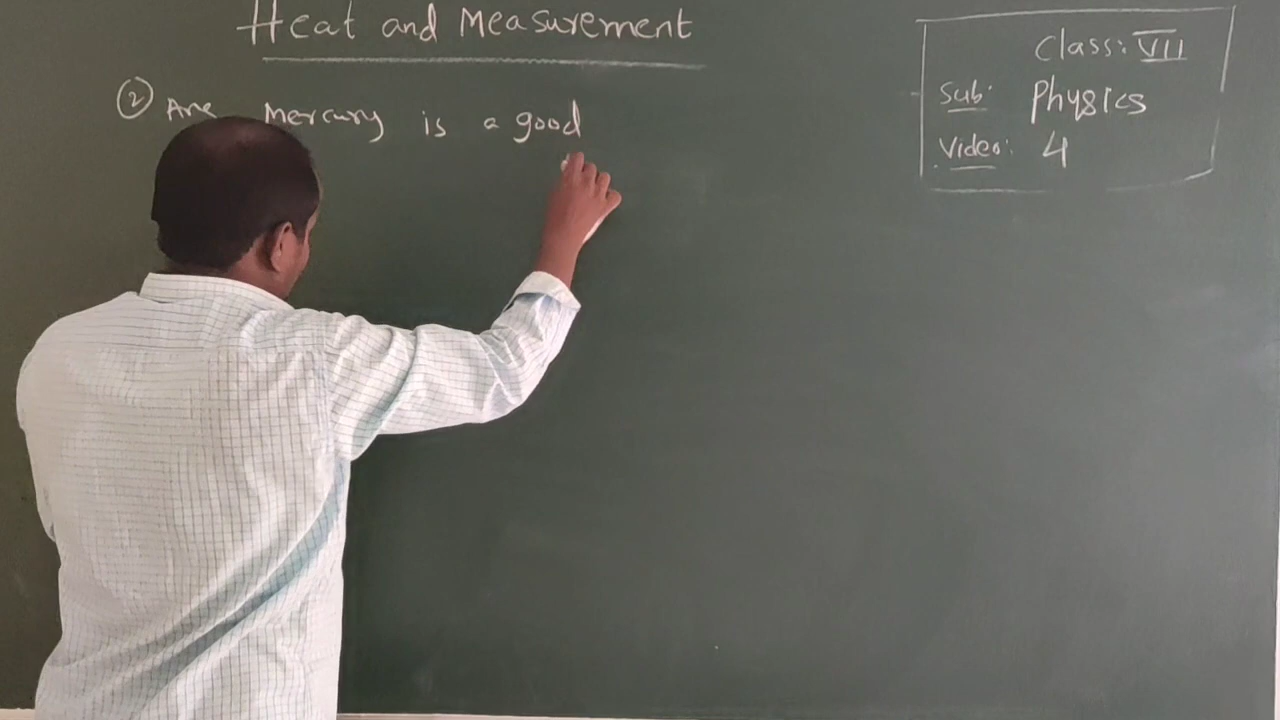 Heat and Measurement
Class: VII
Sub: Physics
Video: 4
② Ans Mercury is a good